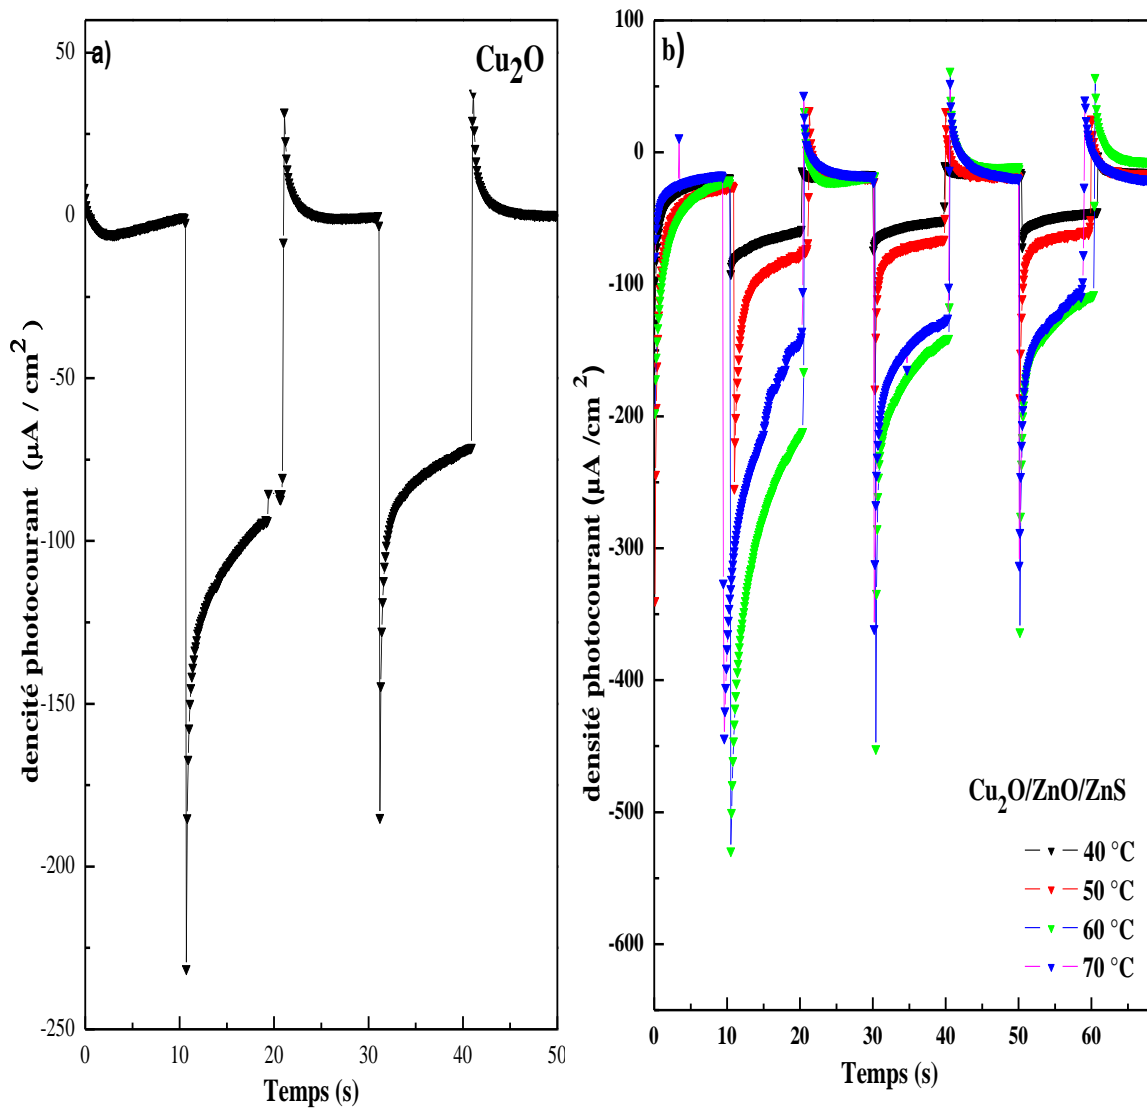 a)
Cu₂O
50
0
-50
-100
-150
-200
-250
0 10 20 30 40 50
Temps (s)
dencité photocourant (µA / cm²)
b)
100
0
-100
-200
-300
-400
-500
-600
0 10 20 30 40 50 60
Temps (s)
densité photocourant (µA /cm ²)
Cu₂O/ZnO/ZnS
40 °C
50 °C
60 °C
70 °C